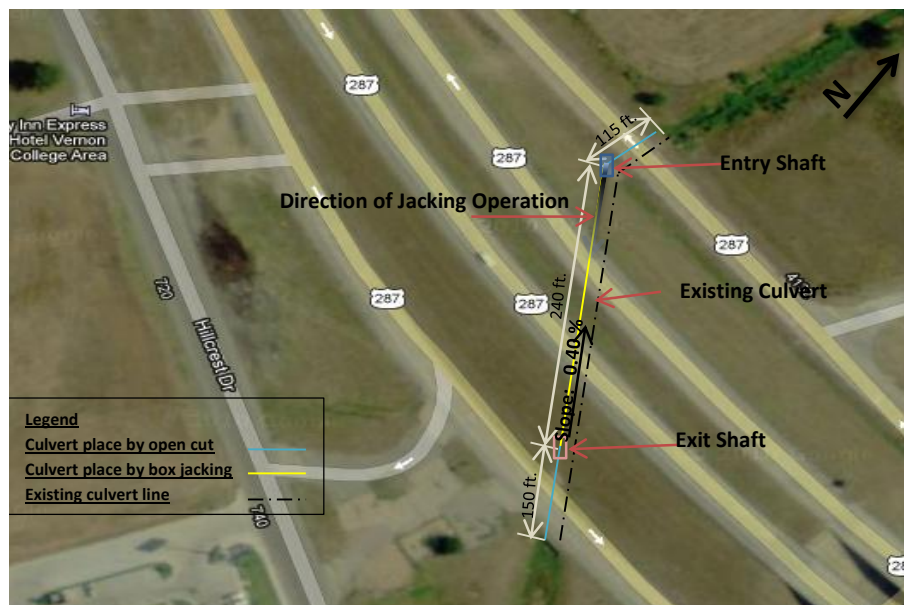 287
N
y Inn Express
Hotel Vernon
College Area
115 ft.
287
Entry Shaft
Direction of Jacking Operation
287
720
287
287
240 ft.
Existing Culvert
Hillcrest Dr
Slope: 0.40 %
Legend
Culvert place by open cut
Culvert place by box jacking
Existing culvert line
Exit Shaft
150 ft.
740